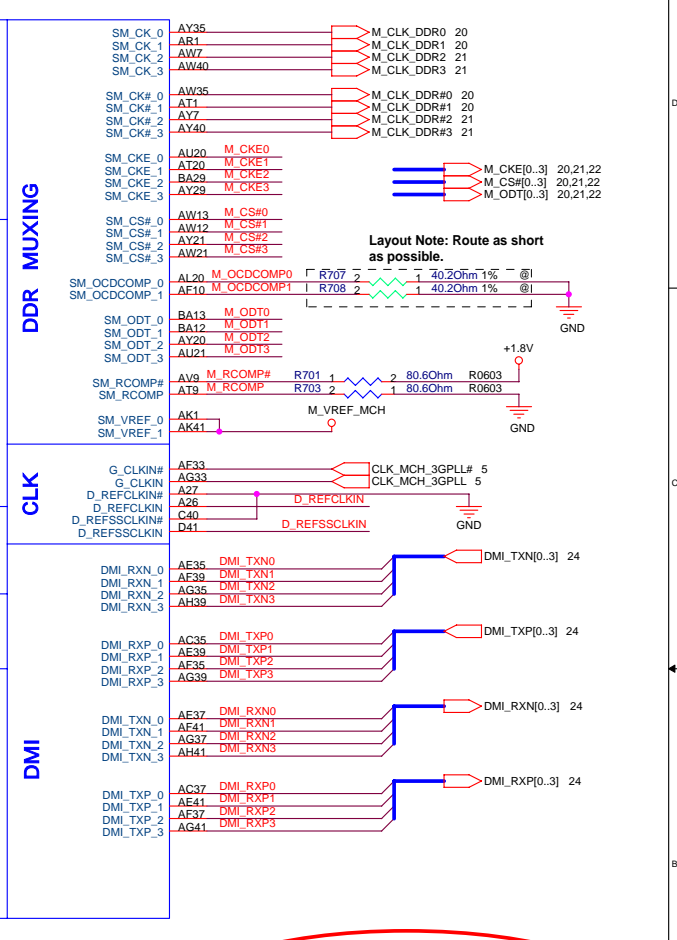 SM_CK_0 AY35 M_CLK_DDR0 20
SM_CK_1 AR1 M_CLK_DDR1 20
SM_CK_2 AW7 M_CLK_DDR2 21
SM_CK_3 AW40 M_CLK_DDR3 21
D
SM_CK#_0 AW35 M_CLK_DDR#0 20
SM_CK#_1 AT1 M_CLK_DDR#1 20
SM_CK#_2 AY7 M_CLK_DDR#2 21
SM_CK#_3 AY40 M_CLK_DDR#3 21
SM_CKE_0 AU20 M_CKE0
SM_CKE_1 AT20 M_CKE1 M_CKE[0..3] 20,21,22
SM_CKE_2 BA29 M_CKE2 M_CS#[0..3] 20,21,22
SM_CKE_3 AY29 M_CKE3 M_ODT[0..3] 20,21,22
DDR MUXING
SM_CS#_0 AW13 M_CS#0
SM_CS#_1 AW12 M_CS#1
SM_CS#_2 AY21 M_CS#2
SM_CS#_3 AW21 M_CS#3
Layout Note: Route as short
as possible.
SM_OCDCOMP_0 AL20 M_OCDCOMP0 R707 2 1 40.2Ohm 1% @
SM_OCDCOMP_1 AF10 M_OCDCOMP1 R708 2 1 40.2Ohm 1% @
GND
SM_ODT_0 BA13 M_ODT0
SM_ODT_1 BA12 M_ODT1
SM_ODT_2 AY20 M_ODT2
SM_ODT_3 AU21 M_ODT3
+1.8V
SM_RCOMP# AV9 M_RCOMP# R701 1 2 80.6Ohm R0603
SM_RCOMP AT9 M_RCOMP R703 2 1 80.6Ohm R0603
GND
M_VREF_MCH
SM_VREF_0 AK1
SM_VREF_1 AK41
CLK
G_CLKIN# AF33 CLK_MCH_3GPLL# 5
G_CLKIN AG33 CLK_MCH_3GPLL 5
C
D_REFCLKIN# A27
D_REFCLKIN A26 D_REFCLKIN
D_REFSSCLKIN# C40
D_REFSSCLKIN D41 D_REFSSCLKIN
GND
DMI_TXN[0..3] 24
DMI_RXN_0 AE35 DMI_TXN0
DMI_RXN_1 AF39 DMI_TXN1
DMI_RXN_2 AG35 DMI_TXN2
DMI_RXN_3 AH39 DMI_TXN3
DMI_TXP[0..3] 24
DMI_RXP_0 AC35 DMI_TXP0
DMI_RXP_1 AE39 DMI_TXP1
DMI_RXP_2 AF35 DMI_TXP2
DMI_RXP_3 AG39 DMI_TXP3
DMI_RXN[0..3] 24
DMI
DMI_TXN_0 AE37 DMI_RXN0
DMI_TXN_1 AF41 DMI_RXN1
DMI_TXN_2 AG37 DMI_RXN2
DMI_TXN_3 AH41 DMI_RXN3
DMI_RXP[0..3] 24
DMI_TXP_0 AC37 DMI_RXP0
DMI_TXP_1 AE41 DMI_RXP1
DMI_TXP_2 AF37 DMI_RXP2
DMI_TXP_3 AG41 DMI_RXP3
B